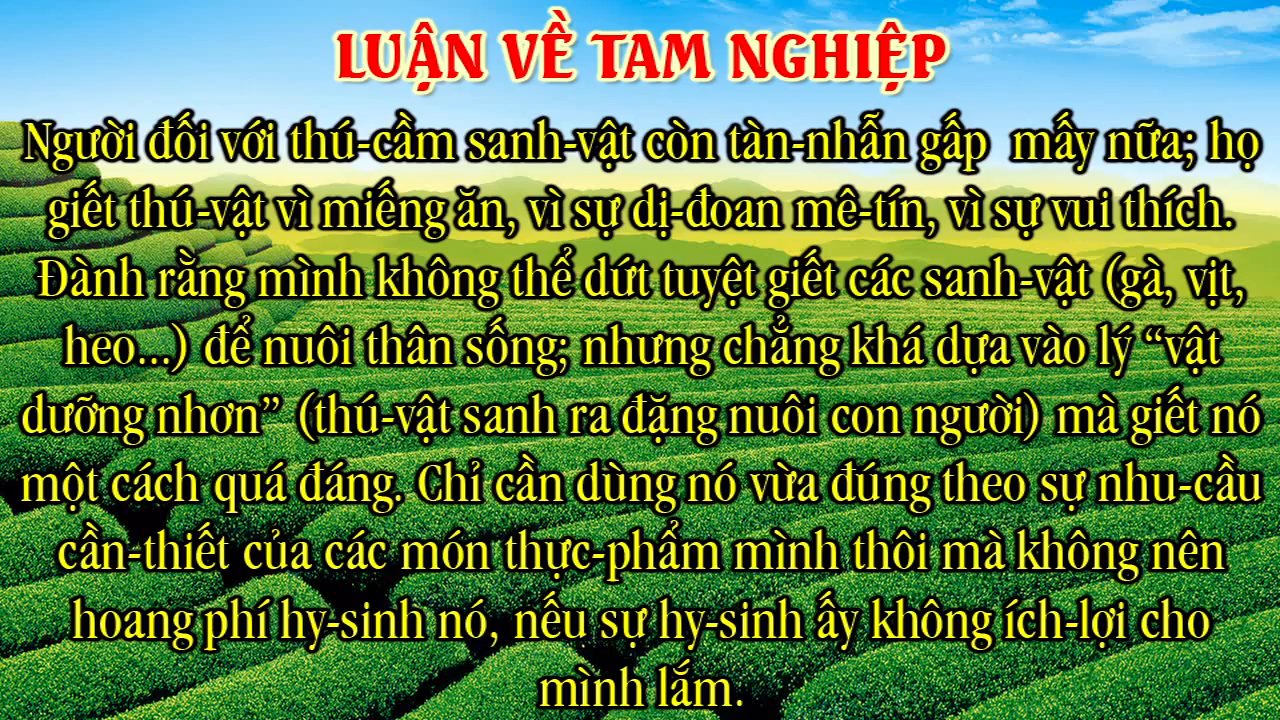 LUẬN VỀ TAM NGHIỆP
Người đối với thú-cầm sanh-vật còn tàn-nhẫn gấp mấy nữa; họ
giết thú-vật vì miếng ăn, vì sự dị-đoan mê-tín, vì sự vui thích.
Đành rằng mình không thể dứt tuyệt giết các sanh-vật (gà, vịt,
heo...) để nuôi thân sống; nhưng chẳng khá dựa vào lý “vật
dưỡng nhơn” (thú-vật sanh ra đặng nuôi con người) mà giết nó
một cách quá đáng. Chỉ cần dùng nó vừa đúng theo sự nhu-cầu
cần-thiết của các món thực-phẩm mình thôi mà không nên
hoang phí hy-sinh nó, nếu sự hy-sinh ấy không ích-lợi cho
mình lắm.